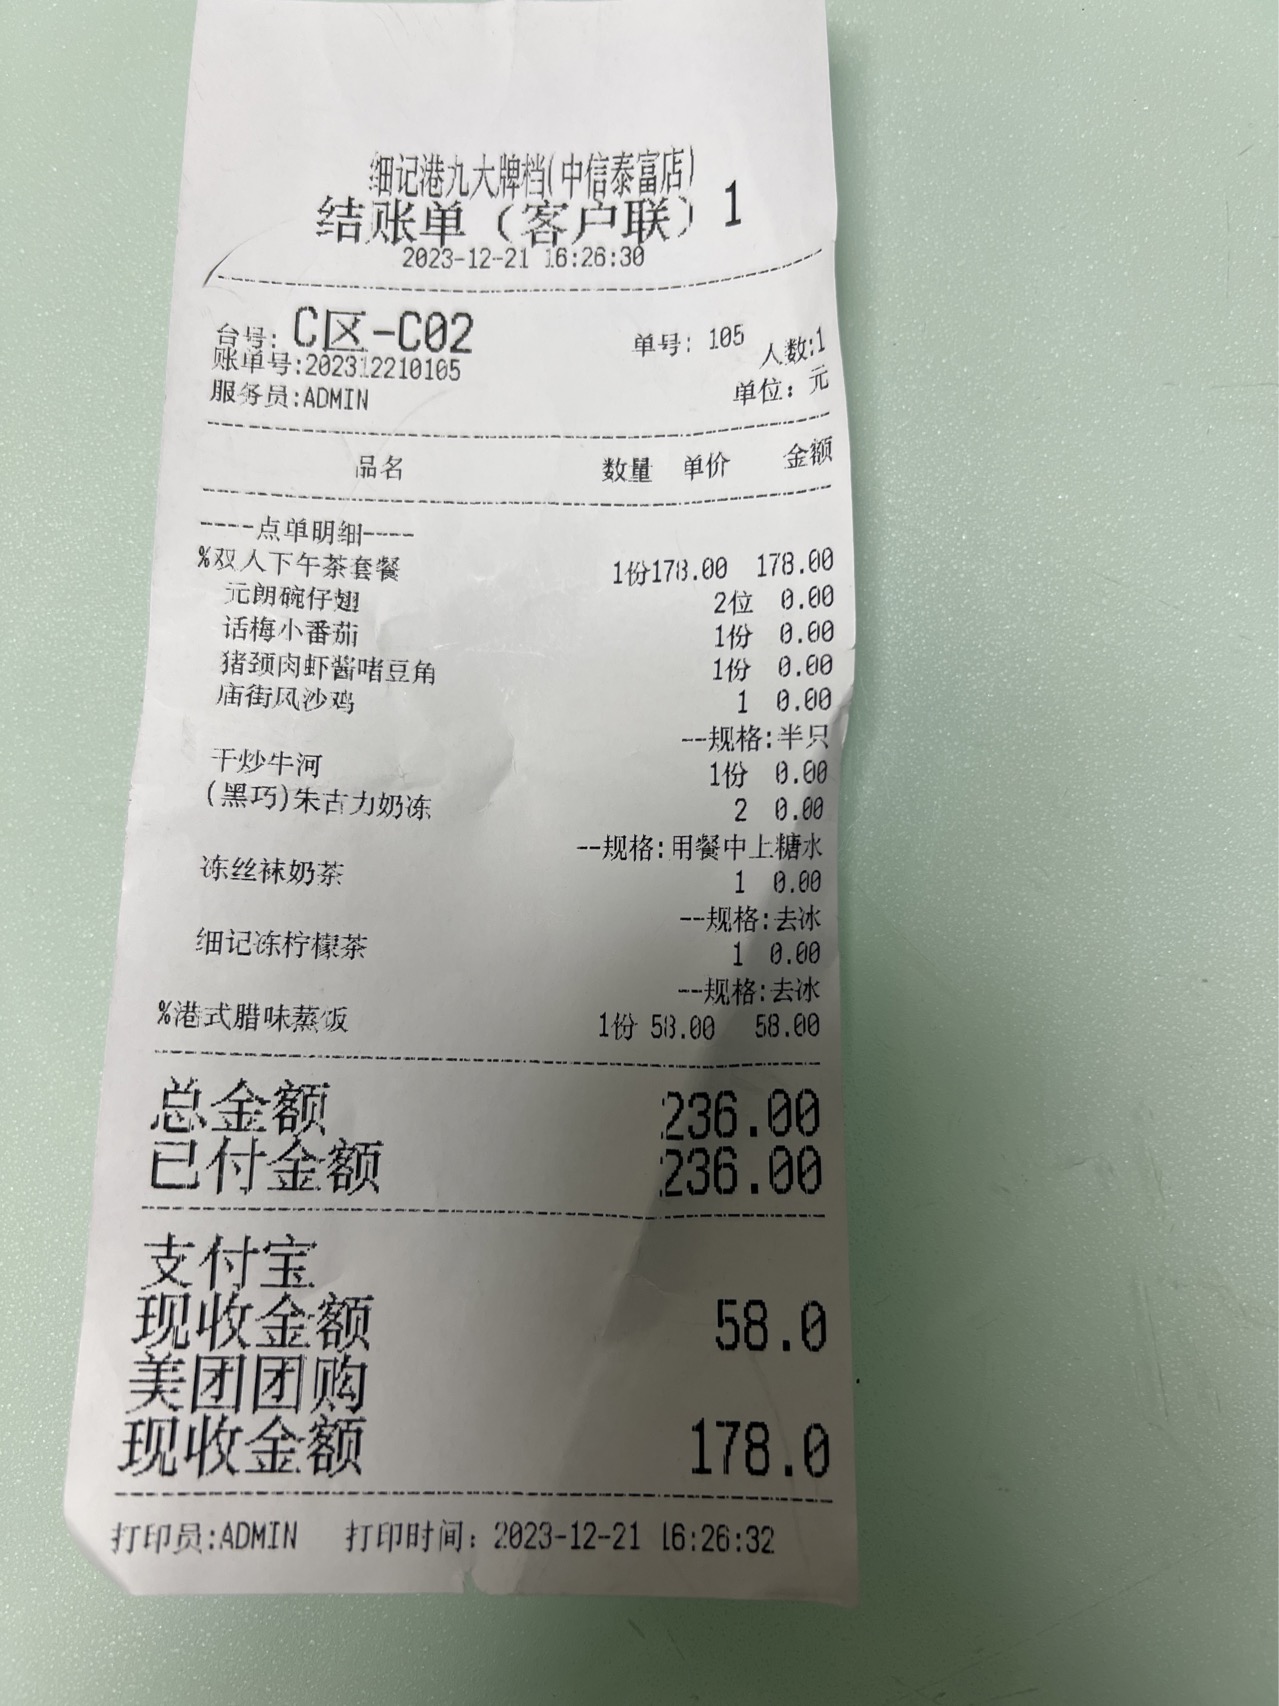 细记港九大牌档(中信泰富店)
结账单（客户联）1
2023-12-21 16:26:30
台号: C区-C02 单号: 105 人数:1
账单号:202312210105
服务员:ADMIN 单位: 元
品名 数量 单价 金额
----点单明细----
%双人下午茶套餐 1份178.00 178.00
元朗碗仔翅 2位 0.00
话梅小番茄 1份 0.00
猪颈肉虾酱啫豆角 1份 0.00
庙街风沙鸡 1 0.00
--规格:半只
干炒牛河 1份 0.00
(黑巧)朱古力奶冻 2 0.00
--规格:用餐中上糖水
冻丝袜奶茶 1 0.00
--规格:去冰
细记冻柠檬茶 1 0.00
--规格:去冰
%港式腊味蒸饭 1份 58.00 58.00
总金额 236.00
已付金额 236.00
支付宝
现收金额 58.0
美团团购
现收金额 178.0
打印员:ADMIN 打印时间: 2023-12-21 16:26:32